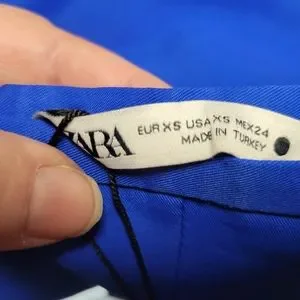 ZARA
EUR XS USA XS MEX 24
MADE IN TURKEY